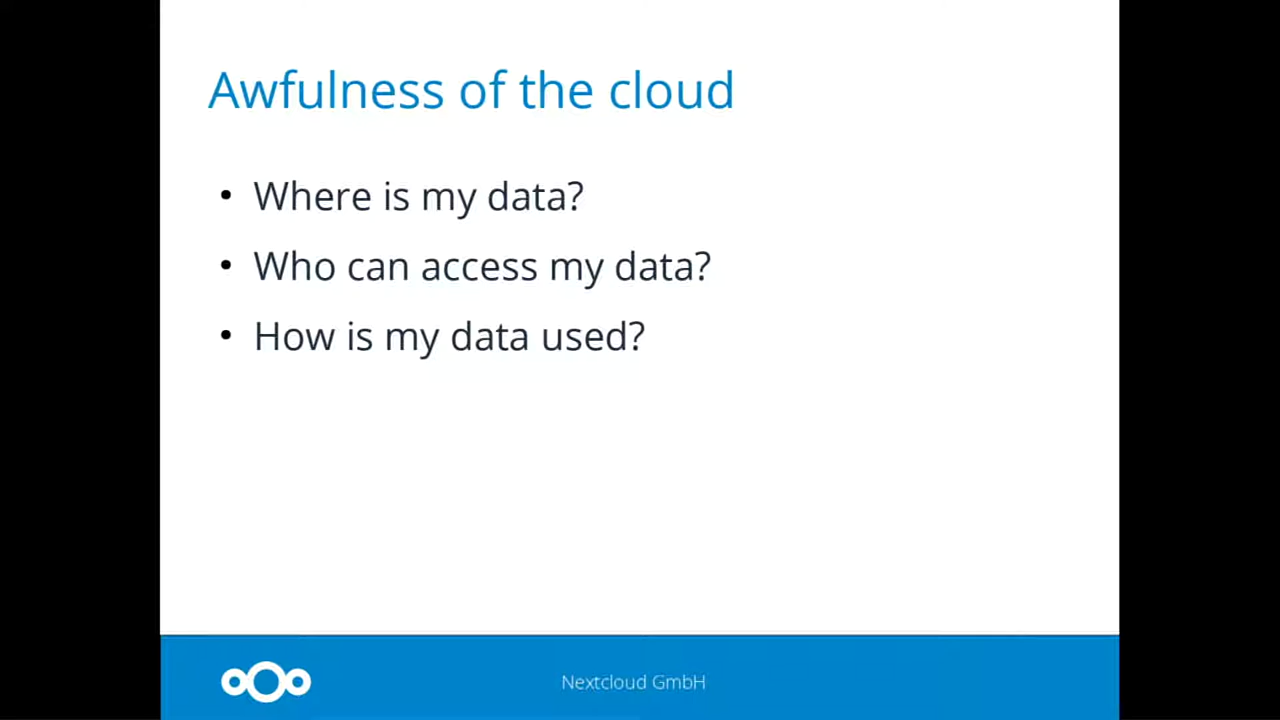 Awfulness of the cloud
• Where is my data?
• Who can access my data?
• How is my data used?
Nextcloud GmbH